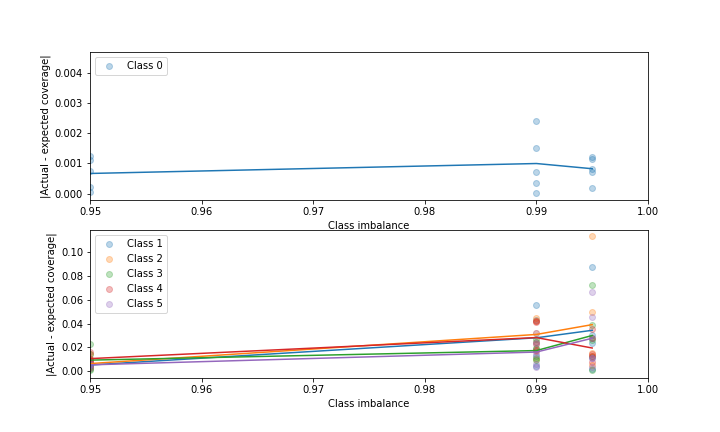 |Actual - expected coverage|
0.004
0.003
0.002
0.001
0.000
Class 0
0.95 0.96 0.97 0.98 0.99 1.00
Class imbalance
|Actual - expected coverage|
0.10
0.08
0.06
0.04
0.02
0.00
Class 1
Class 2
Class 3
Class 4
Class 5
0.95 0.96 0.97 0.98 0.99 1.00
Class imbalance